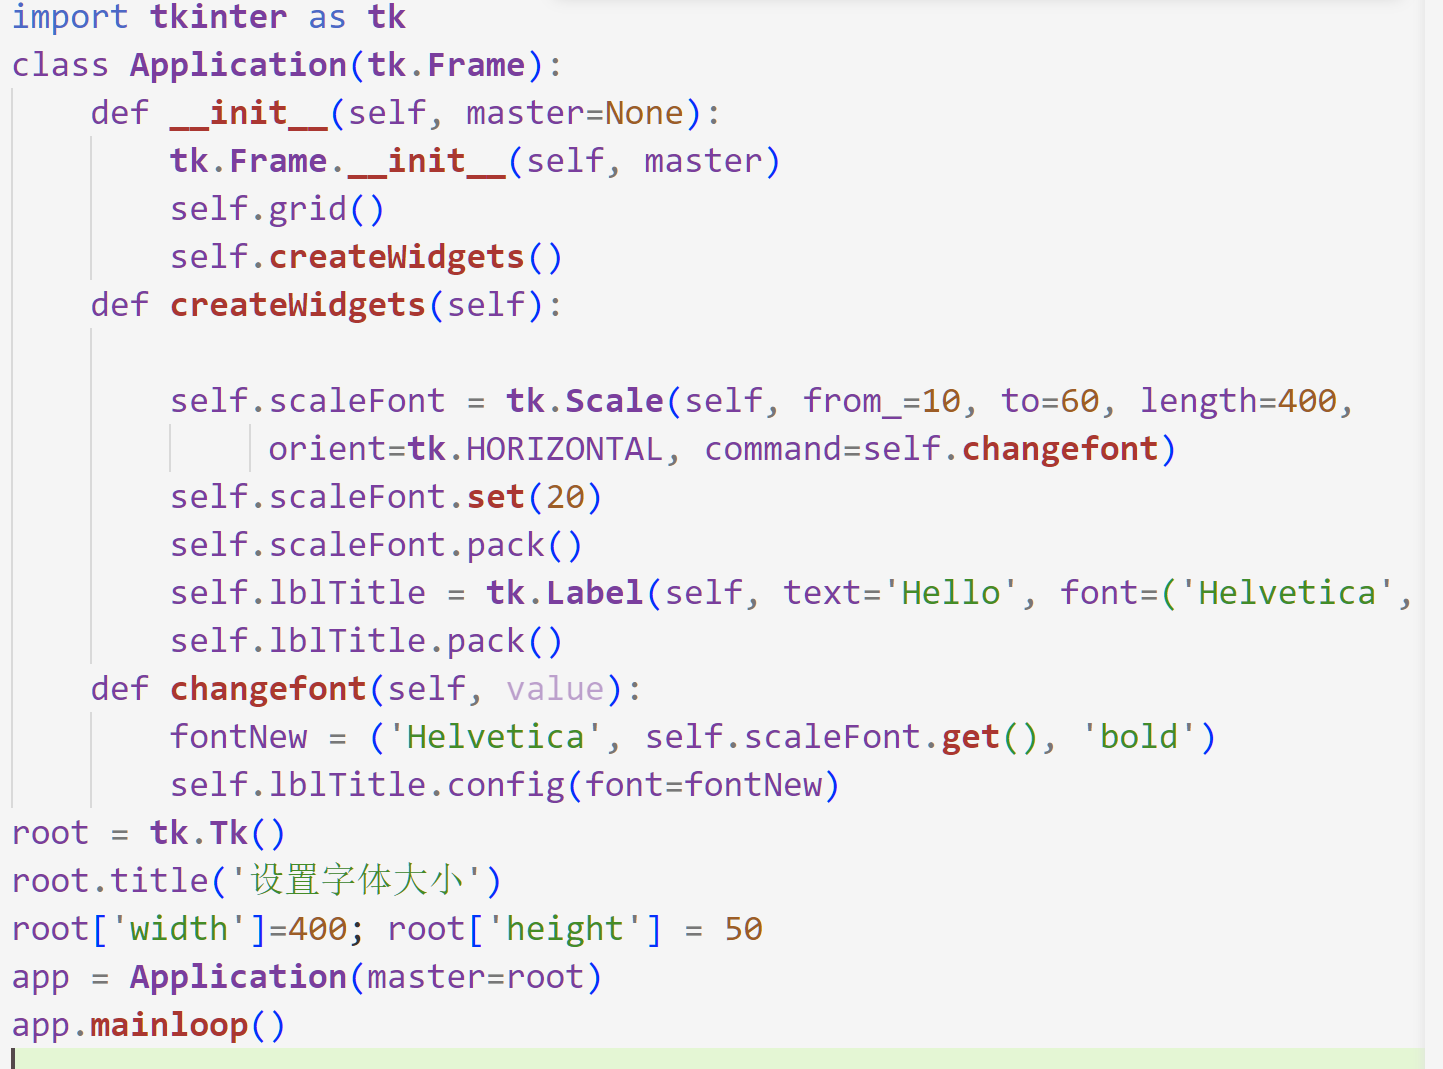 import tkinter as tk
class Application(tk.Frame):
    def __init__(self, master=None):
        tk.Frame.__init__(self, master)
        self.grid()
        self.createWidgets()
    def createWidgets(self):
        self.scaleFont = tk.Scale(self, from_=10, to=60, length=400,
             orient=tk.HORIZONTAL, command=self.changefont)
        self.scaleFont.set(20)
        self.scaleFont.pack()
        self.lblTitle = tk.Label(self, text='Hello', font=('Helvetica',
        self.lblTitle.pack()
    def changefont(self, value):
        fontNew = ('Helvetica', self.scaleFont.get(), 'bold')
        self.lblTitle.config(font=fontNew)
root = tk.Tk()
root.title('设置字体大小')
root['width']=400; root['height'] = 50
app = Application(master=root)
app.mainloop()